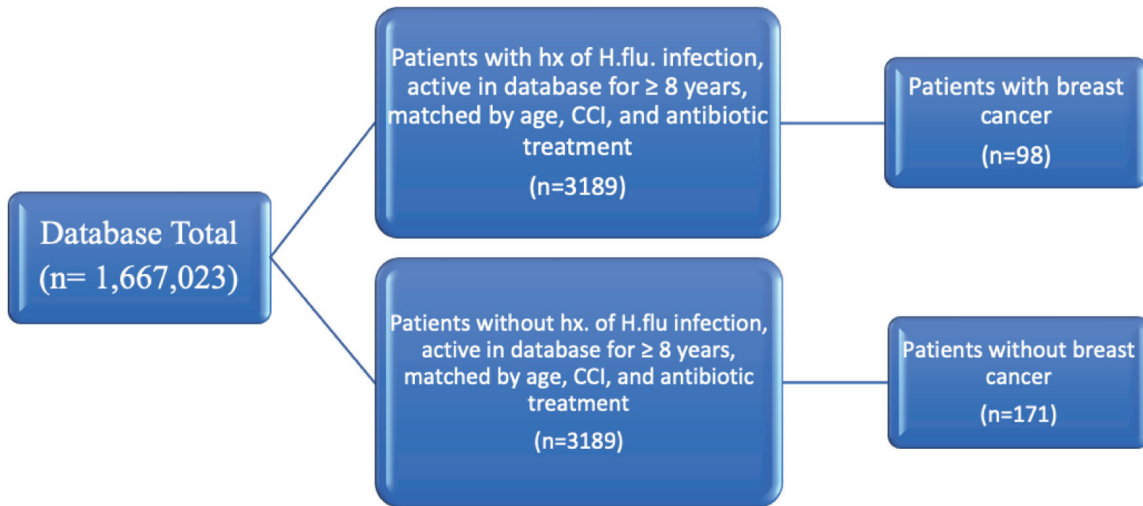 Database Total
(n= 1,667,023)
Patients with hx of H.flu. infection,
active in database for ≥ 8 years,
matched by age, CCI, and antibiotic
treatment
(n=3189)
Patients with breast
cancer
(n=98)
Patients without hx. of H.flu infection,
active in database for ≥ 8 years,
matched by age, CCI, and antibiotic
treatment
(n=3189)
Patients without breast
cancer
(n=171)